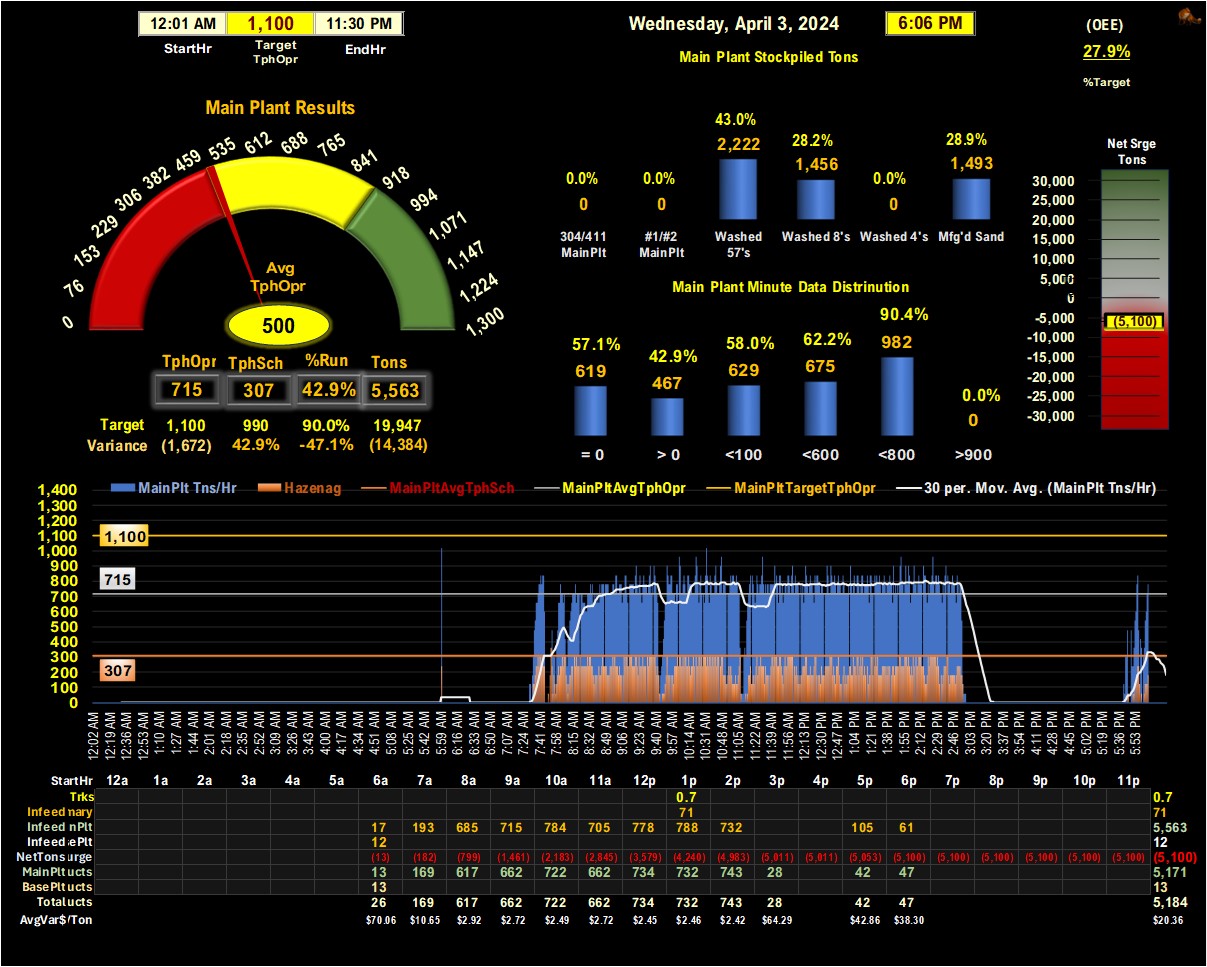 12:01 AM 1,100 11:30 PM
StartHr Target TphOpr EndHr
Wednesday, April 3, 2024 6:06 PM
Main Plant Stockpiled Tons
(OEE)
27.9%
%Target
Main Plant Results
0 76 153 229 306 382 459 535 612 688 765 841 918 994 1,071 1,147 1,224 1,300
Avg
TphOpr
500
TphOpr TphSch %Run Tons
715 307 42.9% 5,563
Target 1,100 990 90.0% 19,947
Variance (1,672) 42.9% -47.1% (14,384)
0.0% 0.0% 43.0% 28.2% 0.0% 28.9%
0 0 2,222 1,456 0 1,493
304/411 MainPlt #1/#2 MainPlt Washed 57's Washed 8's Washed 4's Mfg'd Sand
Main Plant Minute Data Distrinution
57.1% 42.9% 58.0% 62.2% 90.4% 0.0%
619 467 629 675 982 0
= 0 > 0 <100 <600 <800 >900
Net Srge
Tons
30,000
25,000
20,000
15,000
10,000
5,000
0
-5,000
(5,100)
-10,000
-15,000
-20,000
-25,000
-30,000
MainPlt Tns/Hr Hazenag MainPltAvgTphSch MainPltAvgTphOpr MainPltTargetTphOpr 30 per. Mov. Avg. (MainPlt Tns/Hr)
1,400
1,300
1,200
1,100
1,000
900
800
700
600
500
400
300
200
100
0
1,100
715
307
12:02 AM 12:19 AM 12:36 AM 12:53 AM 1:10 AM 1:27 AM 1:44 AM 2:01 AM 2:18 AM 2:35 AM 2:52 AM 3:09 AM 3:26 AM 3:43 AM 4:00 AM 4:17 AM 4:34 AM 4:51 AM 5:08 AM 5:25 AM 5:42 AM 5:59 AM 6:16 AM 6:33 AM 6:50 AM 7:07 AM 7:24 AM 7:41 AM 7:58 AM 8:15 AM 8:32 AM 8:49 AM 9:06 AM 9:23 AM 9:40 AM 9:57 AM 10:14 AM 10:31 AM 10:48 AM 11:05 AM 11:22 AM 11:39 AM 11:56 AM 12:13 PM 12:30 PM 12:47 PM 1:04 PM 1:21 PM 1:38 PM 1:55 PM 2:12 PM 2:29 PM 2:46 PM 3:03 PM 3:20 PM 3:37 PM 3:54 PM 4:11 PM 4:28 PM 4:45 PM 5:02 PM 5:19 PM 5:36 PM 5:53 PM
StartHr 12a 1a 2a 3a 4a 5a 6a 7a 8a 9a 10a 11a 12p 1p 2p 3p 4p 5p 6p 7p 8p 9p 10p 11p
Trks 0.7 0.7
Infeed mary 71 71
Infeed nPlt 17 193 685 715 784 705 778 788 732 105 61 5,563
Infeed ePlt 12 12
NetTons urge (13) (182) (799) (1,461) (2,183) (2,845) (3,579) (4,240) (4,983) (5,011) (5,011) (5,053) (5,100) (5,100) (5,100) (5,100) (5,100) (5,100) (5,100)
MainPlt ucts 13 169 617 662 722 662 734 732 743 28 42 47 5,171
BasePlt ucts 13 13
Total ucts 26 169 617 662 722 662 734 732 743 28 42 47 5,184
AvgVar$/Ton $70.06 $10.65 $2.92 $2.72 $2.49 $2.72 $2.45 $2.46 $2.42 $64.29 $42.86 $38.30 $20.36